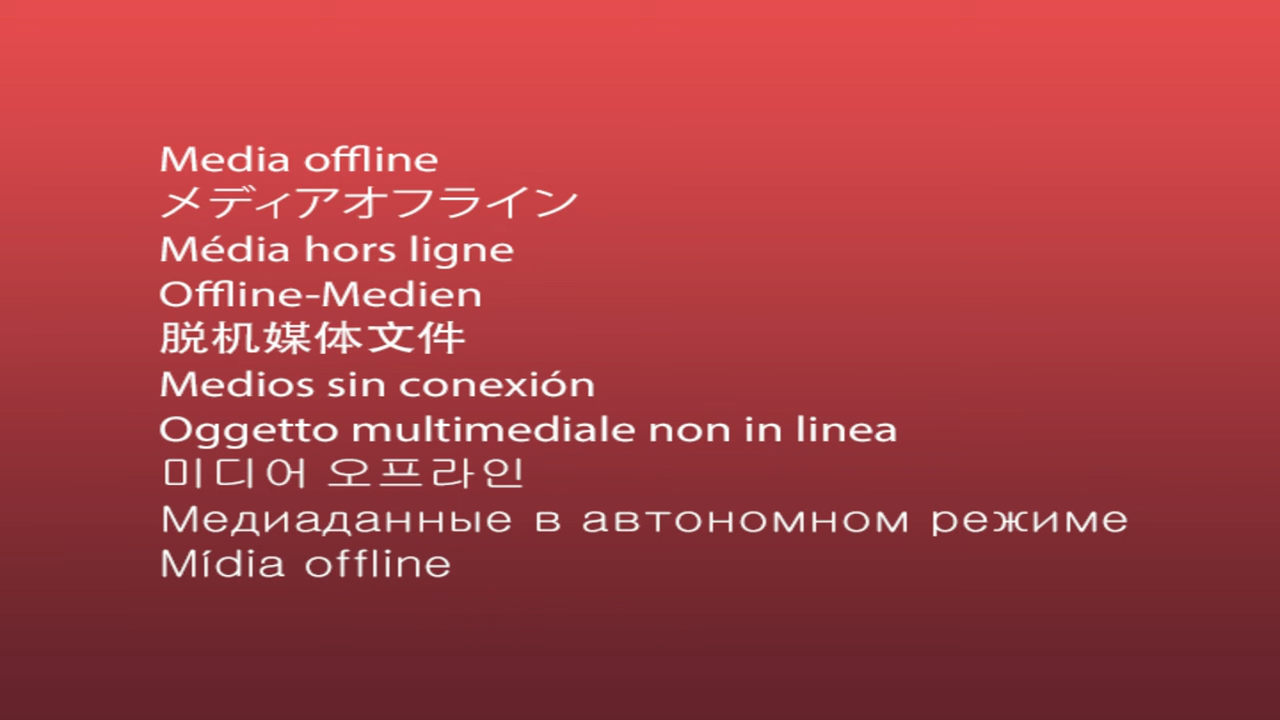 Media offline
メディアオフライン
Média hors ligne
Offline-Medien
脱机媒体文件
Medios sin conexión
Oggetto multimediale non in linea
미디어 오프라인
Медиаданные в автономном режиме
Mídia offline